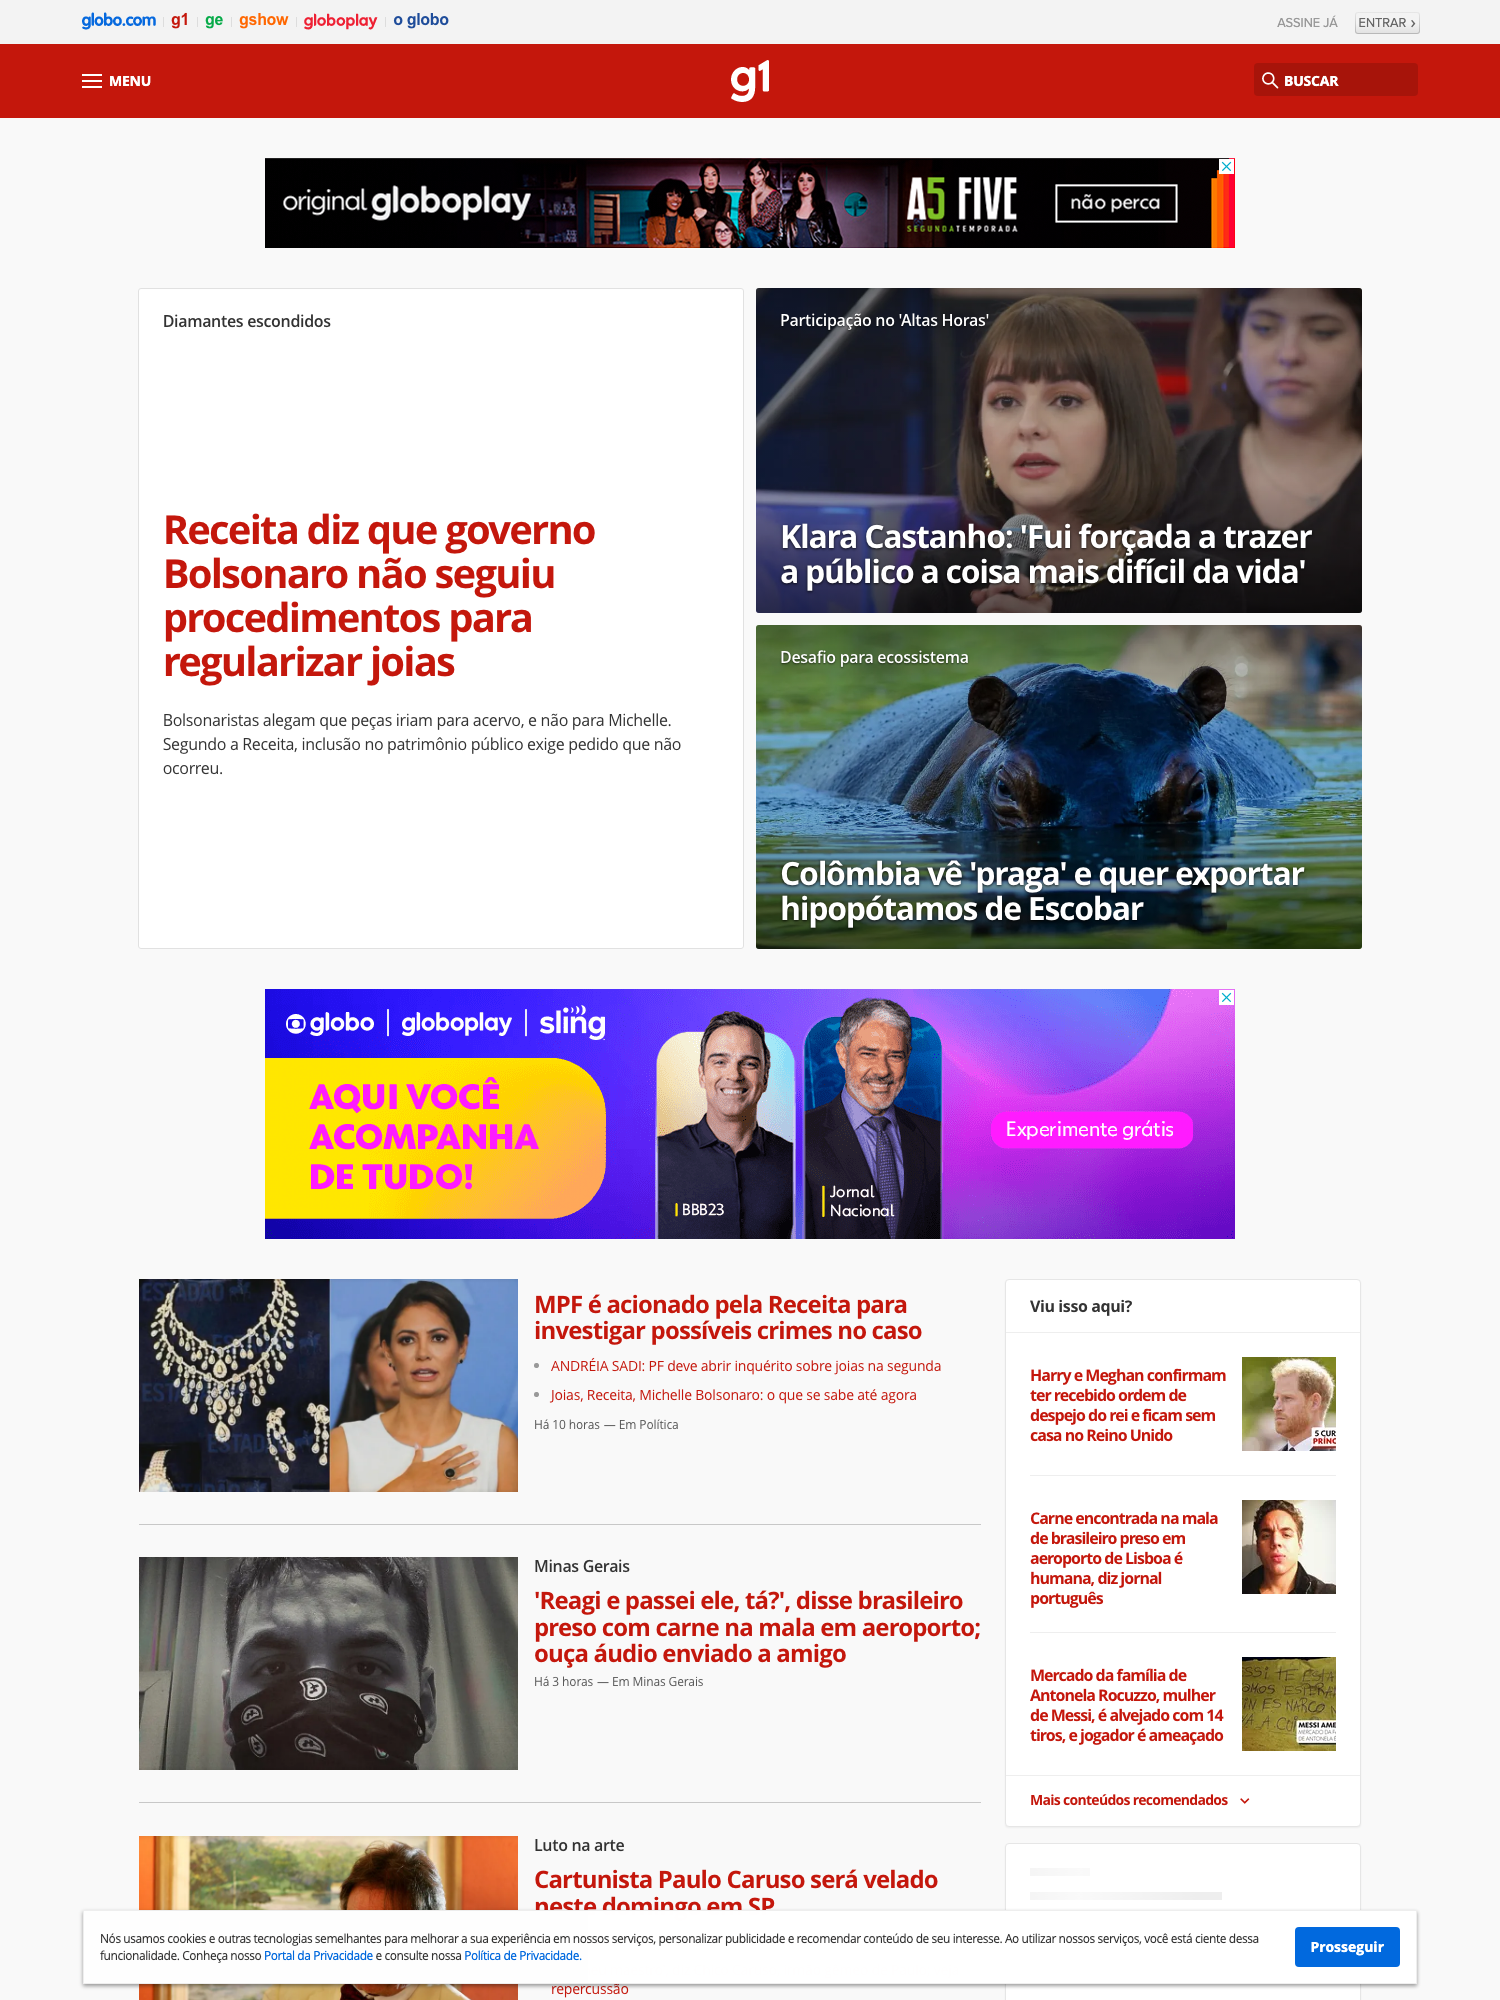 globo.com g1 ge gshow globoplay o globo
ASSINE JÁ ENTRAR ›
MENU
g1
BUSCAR
original globoplay
A5 FIVE
SEGUNDA TEMPORADA
não perca
Diamantes escondidos
Receita diz que governo
Bolsonaro não seguiu
procedimentos para
regularizar joias
Bolsonaristas alegam que peças iriam para acervo, e não para Michelle.
Segundo a Receita, inclusão no patrimônio público exige pedido que não
ocorreu.
Participação no 'Altas Horas'
Klara Castanho: 'Fui forçada a trazer
a público a coisa mais difícil da vida'
Desafio para ecossistema
Colômbia vê 'praga' e quer exportar
hipopótamos de Escobar
globo | globoplay | sling
AQUI VOCÊ
ACOMPANHA
DE TUDO!
BBB23
Jornal
Nacional
Experimente grátis
ESTADÃO
MPF é acionado pela Receita para
investigar possíveis crimes no caso
ANDRÉIA SADI: PF deve abrir inquérito sobre joias na segunda
Joias, Receita, Michelle Bolsonaro: o que se sabe até agora
Há 10 horas — Em Política
Minas Gerais
'Reagi e passei ele, tá?', disse brasileiro
preso com carne na mala em aeroporto;
ouça áudio enviado a amigo
Há 3 horas — Em Minas Gerais
Luto na arte
Cartunista Paulo Caruso será velado
neste domingo em SP
repercussão
Viu isso aqui?
Harry e Meghan confirmam
ter recebido ordem de
despejo do rei e ficam sem
casa no Reino Unido
5 CUR
PRÍNC
Carne encontrada na mala
de brasileiro preso em
aeroporto de Lisboa é
humana, diz jornal
português
Mercado da família de
Antonela Rocuzzo, mulher
de Messi, é alvejado com 14
tiros, e jogador é ameaçado
MESSI AME
MERCADO DA FA
DE ANTONELA
Mais conteúdos recomendados
Nós usamos cookies e outras tecnologias semelhantes para melhorar a sua experiência em nossos serviços, personalizar publicidade e recomendar conteúdo de seu interesse. Ao utilizar nossos serviços, você está ciente dessa
funcionalidade. Conheça nosso Portal da Privacidade e consulte nossa Política de Privacidade.
Prosseguir